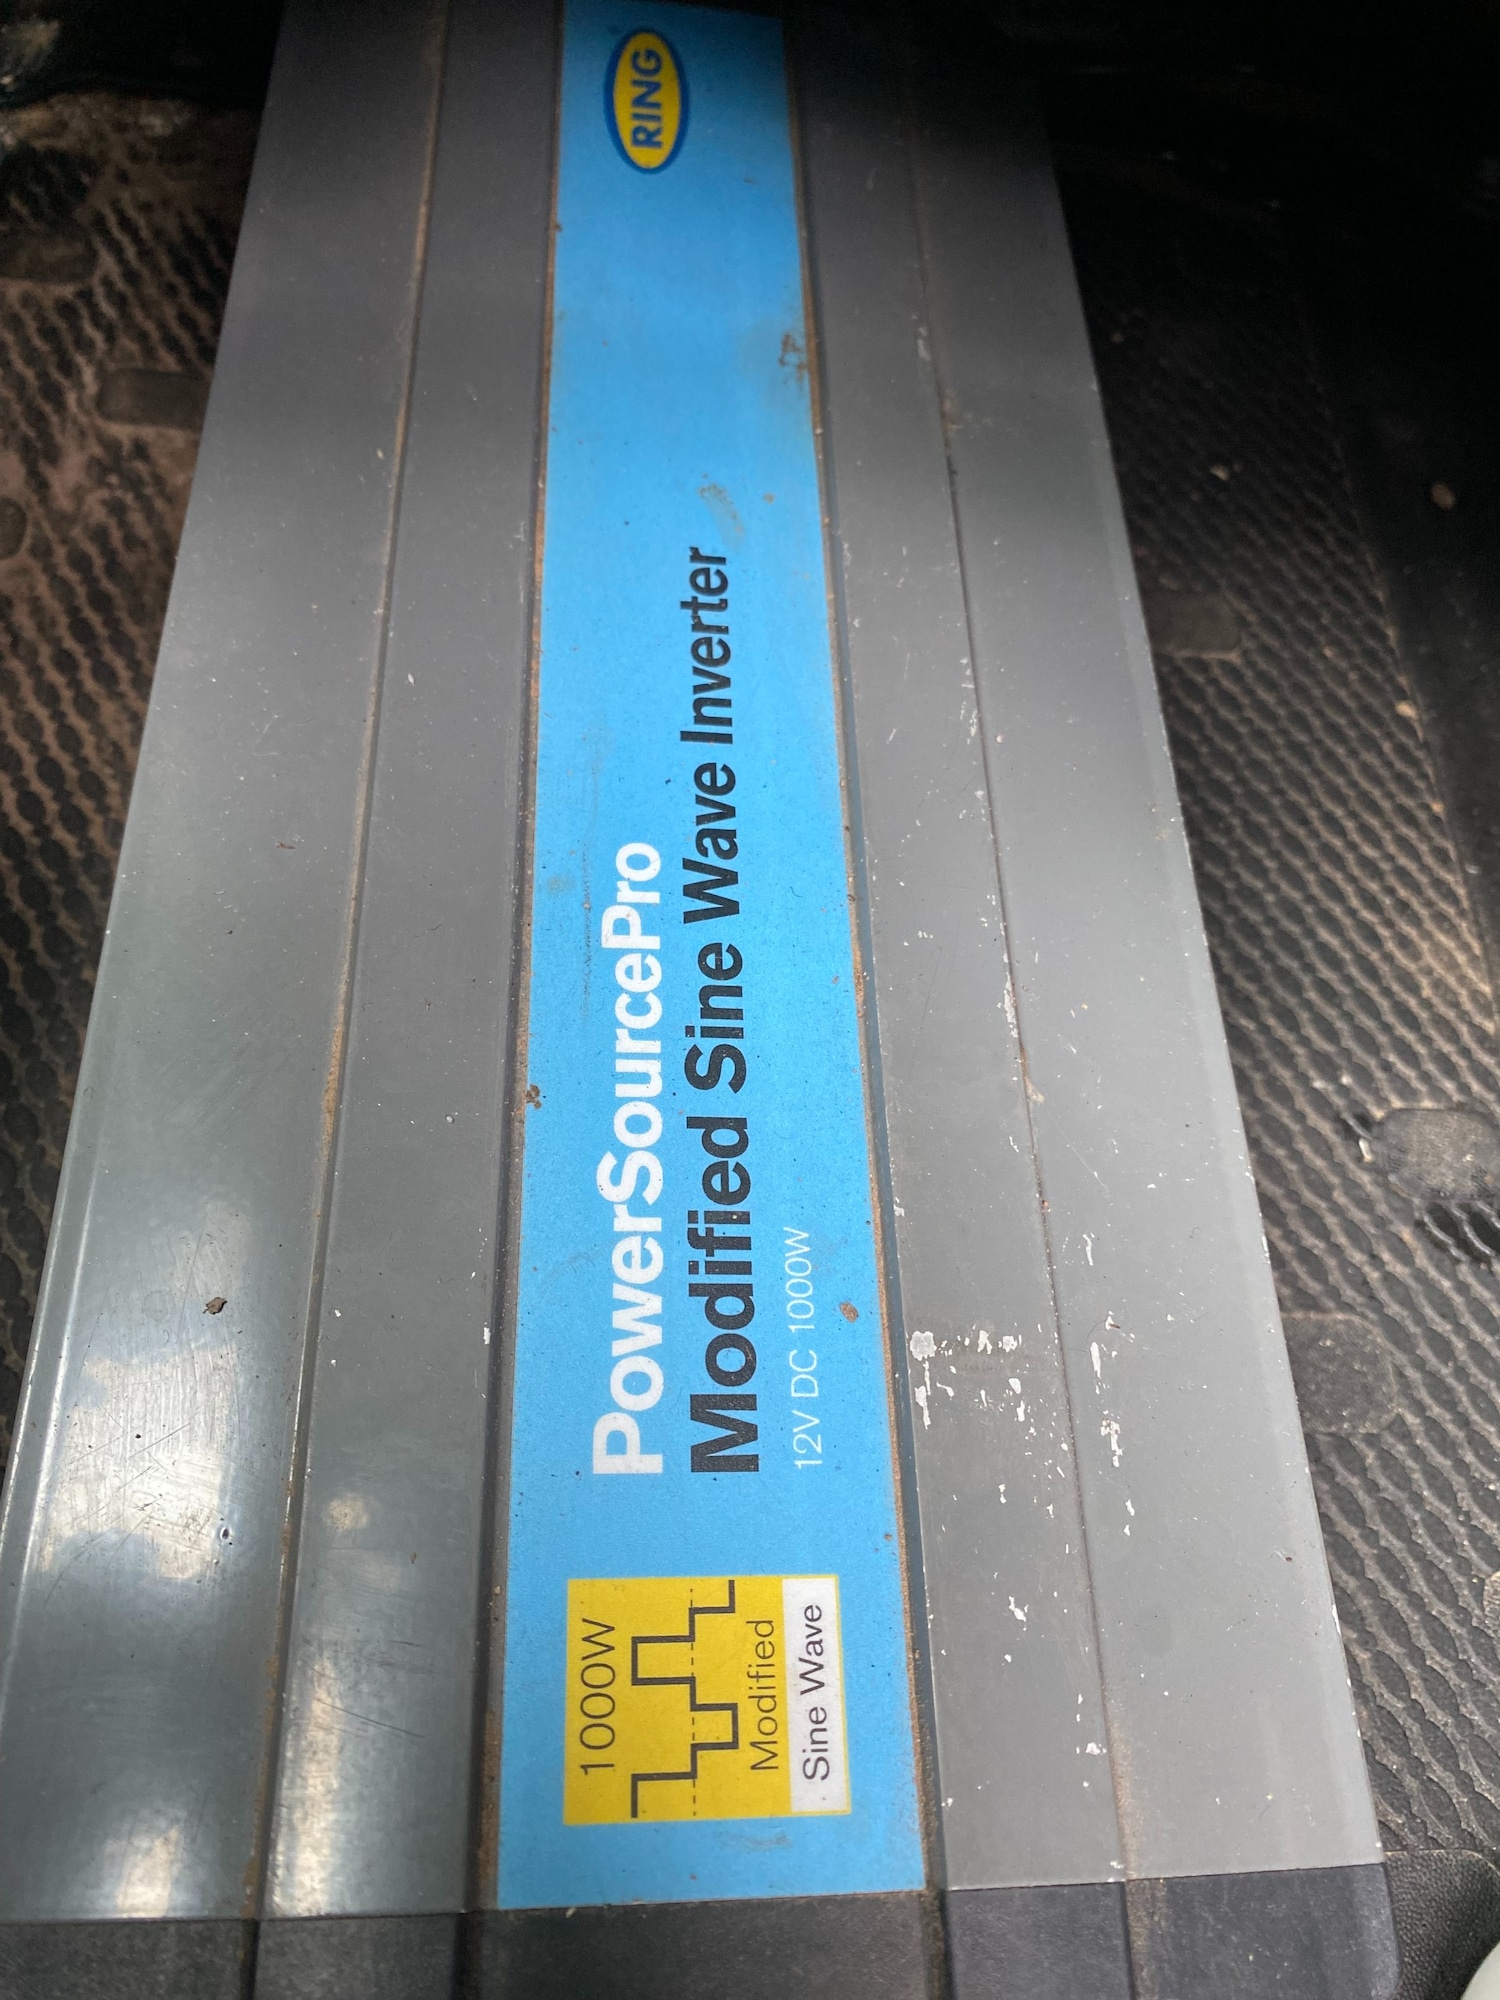 RING
PowerSourcePro
Modified Sine Wave Inverter
12V DC 1000W
1000W
Modified
Sine Wave